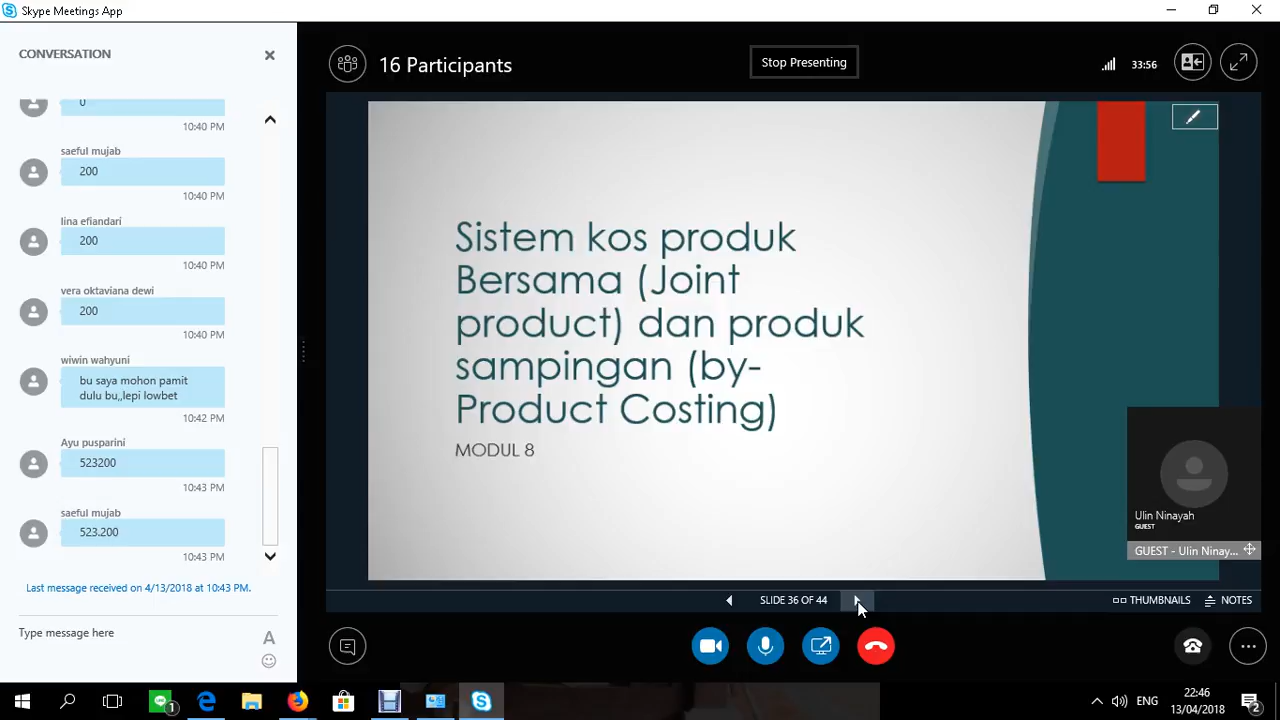 Skype Meetings App
CONVERSATION
0
10:40 PM
saeful mujab
200
10:40 PM
lina efiandari
200
10:40 PM
vera oktaviana dewi
200
10:40 PM
wiwin wahyuni
bu saya mohon pamit
dulu bu,,lepi lowbet
10:42 PM
Ayu pusparini
523200
10:43 PM
saeful mujab
523.200
10:43 PM
Last message received on 4/13/2018 at 10:43 PM.
Type message here
A
16 Participants
Stop Presenting
33:56
Sistem kos produk
Bersama (Joint
product) dan produk
sampingan (by-
Product Costing)
MODUL 8
Ulin Ninayah
GUEST
GUEST - Ulin Ninay...
SLIDE 36 OF 44
THUMBNAILS
NOTES
1
ENG
22:46
13/04/2018
2